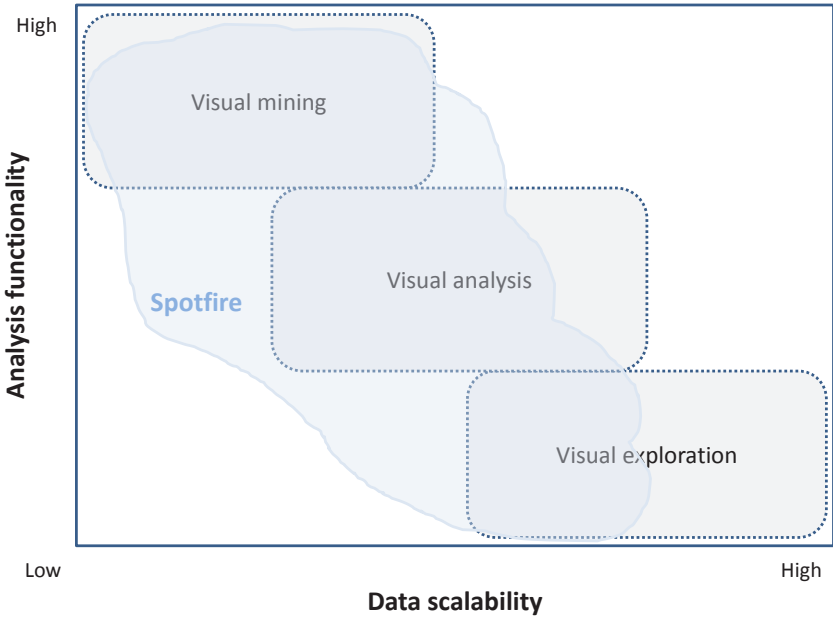 High
Visual mining
Analysis functionality
Spotfire
Visual analysis
Visual exploration
Low
High
Data scalability